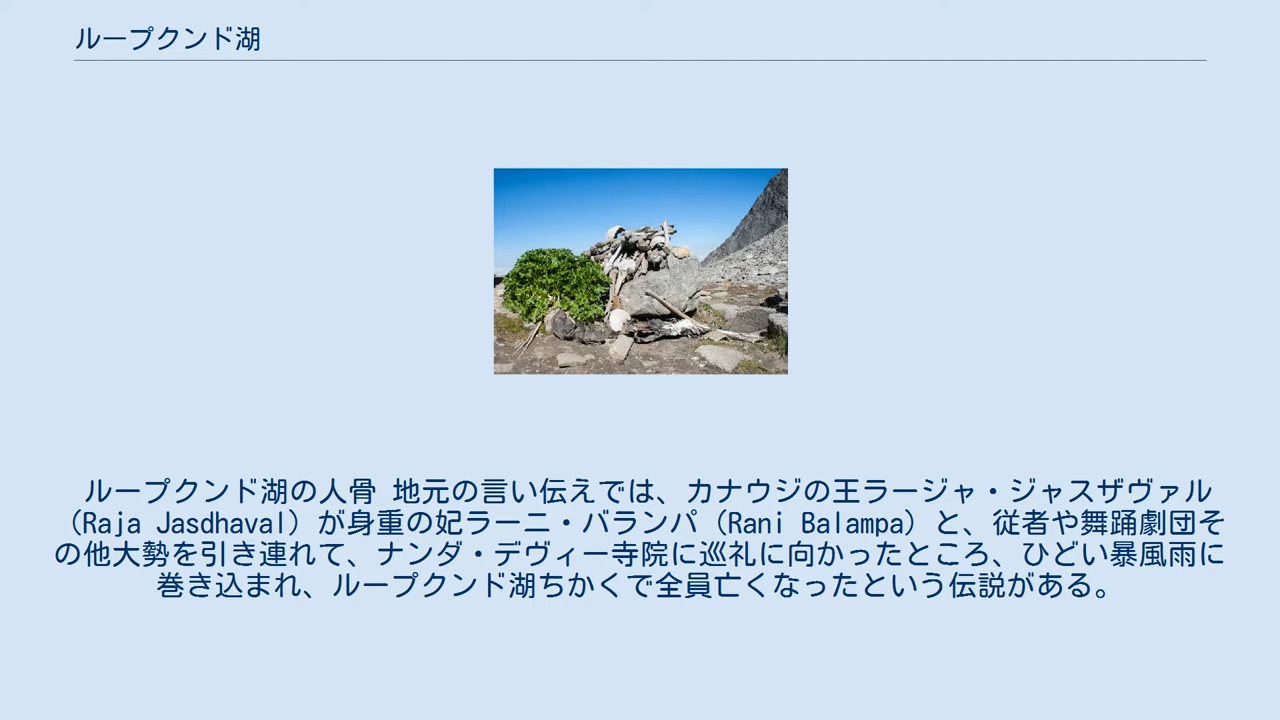 ループクンド湖
ループクンド湖の人骨 地元の言い伝えでは、カナウジの王ラージャ・ジャスザヴァル
（Raja Jasdhaval）が身重の妃ラーニ・バランパ（Rani Balampa）と、従者や舞踊劇団そ
の他大勢を引き連れて、ナンダ・デヴィー寺院に巡礼に向かったところ、ひどい暴風雨に
巻き込まれ、ループクンド湖ちかくで全員亡くなったという伝説がある。